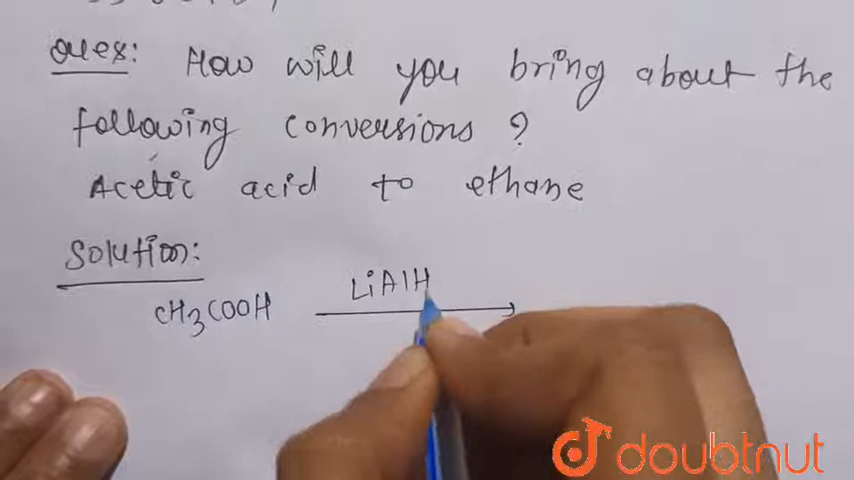 Ques: How will you bring about the
following conversions ?
Acetic acid to ethane
Solution:
CH3COOH LiAlH
doubtnut